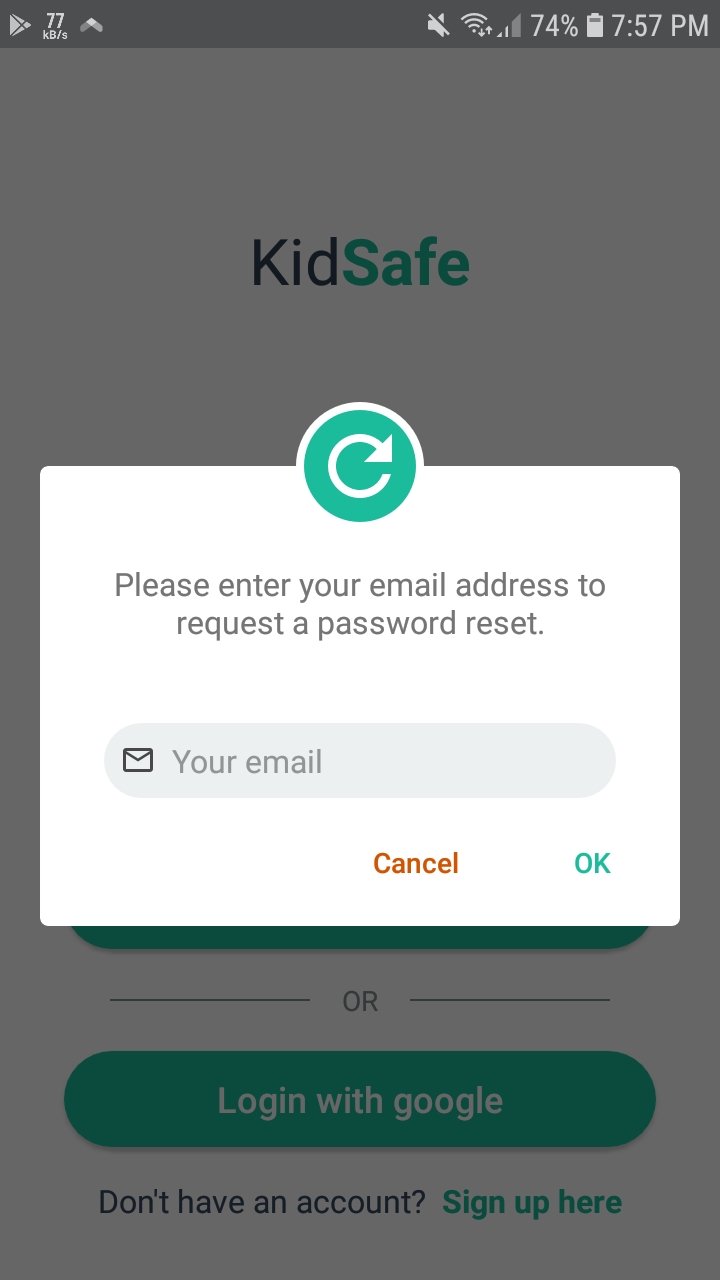 77
kB/s
74% 7:57 PM
KidSafe
Please enter your email address to
request a password reset.
Your email
Cancel OK
OR
Login with google
Don't have an account? Sign up here